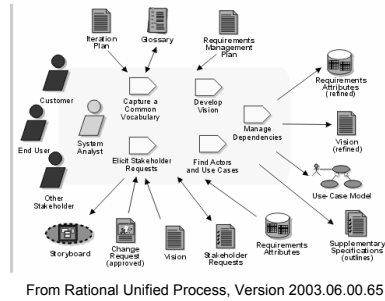 Iteration
Plan
Glossary
Requirements
Management
Plan
Customer
Capture a
Common
Vocabulary
Develop
Vision
Requirements
Attributes
(refined)
End User
System
Analyst
Manage
Dependencies
Vision
(refined)
Elicit Stakeholder
Requests
Find Actors
and Use Cases
Other
Stakeholder
Use-Case Model
Storyboard
Change
Request
(approved)
Vision
Stakeholder
Requests
Requirements
Attributes
Supplementary
Specifications
(outlines)
From Rational Unified Process, Version 2003.06.00.65